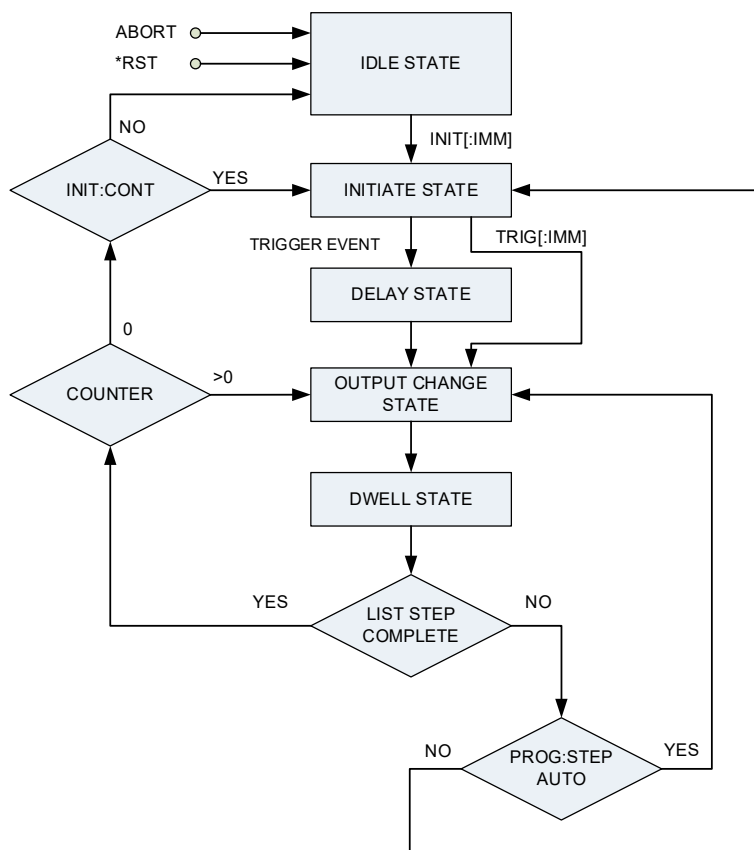 ABORT
*RST
IDLE STATE
NO
INIT[:IMM]
INIT:CONT
YES
INITIATE STATE
TRIGGER EVENT
TRIG[:IMM]
DELAY STATE
0
COUNTER
>0
OUTPUT CHANGE
STATE
DWELL STATE
YES
LIST STEP
COMPLETE
NO
NO
PROG:STEP
AUTO
YES